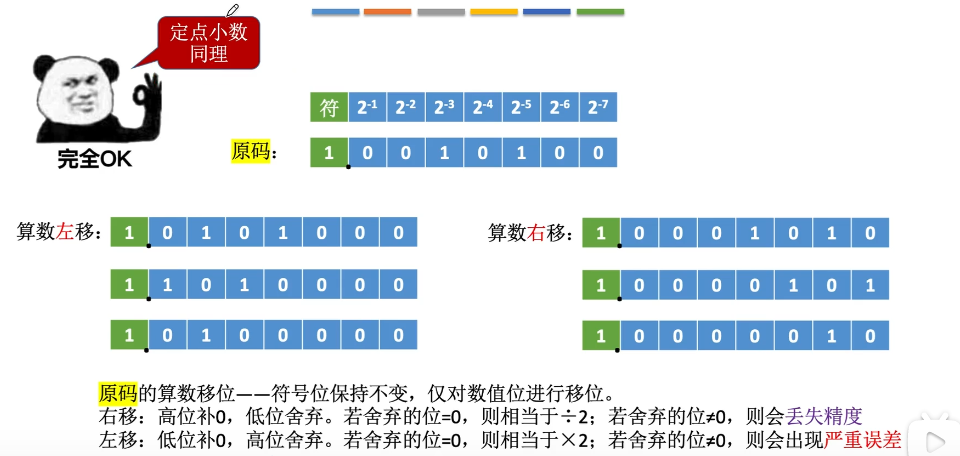 定点小数
同理
完全OK
符 2⁻¹ 2⁻² 2⁻³ 2⁻⁴ 2⁻⁵ 2⁻⁶ 2⁻⁷
原码： 1 0 0 1 0 1 0 0
算数左移： 1 0 1 0 1 0 0 0
1 1 0 1 0 0 0 0
1 0 1 0 0 0 0 0
算数右移： 1 0 0 0 1 0 1 0
1 0 0 0 0 1 0 1
1 0 0 0 0 0 1 0
原码的算数移位——符号位保持不变，仅对数值位进行移位。
右移：高位补0，低位舍弃。若舍弃的位=0，则相当于÷2；若舍弃的位≠0，则会丢失精度
左移：低位补0，高位舍弃。若舍弃的位=0，则相当于×2；若舍弃的位≠0，则会出现严重误差